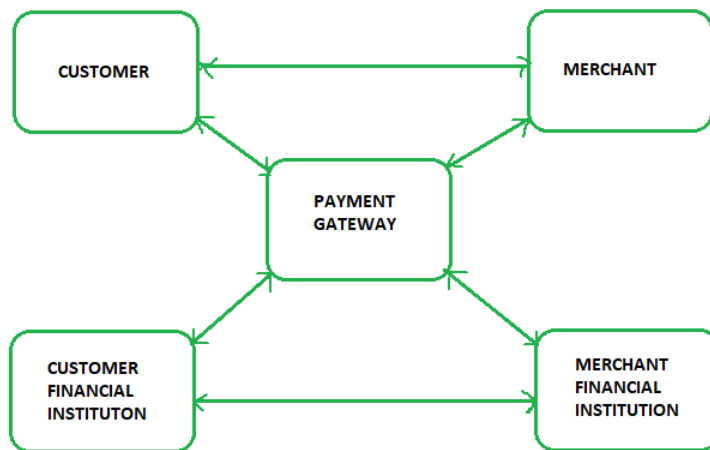 CUSTOMER
MERCHANT
PAYMENT
GATEWAY
CUSTOMER
FINANCIAL
INSTITUTON
MERCHANT
FINANCIAL
INSTITUTION